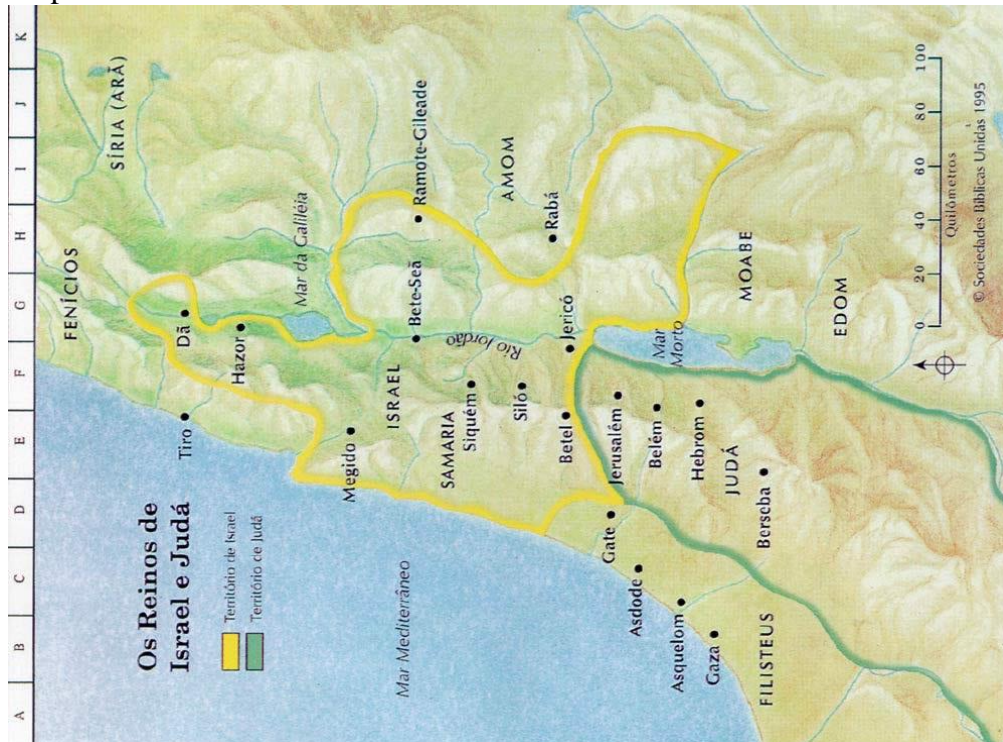 Os Reinos de
Israel e Judá
Território de Israel
Território de Judá
Mar Mediterrâneo
A
B
C
D
E
F
G
H
I
J
K
FENÍCIOS
SÍRIA (ARÃ)
Tiro
Dã
Hazor
Mar da Galiléia
Megido
ISRAEL
Bete-Seã
Ramote-Gileade
SAMARIA
Siquém
Siló
Rio Jordão
AMOM
Rabá
Betel
Jericó
Gate
Jerusalém
Asdode
Belém
Mar
Morto
Asquelom
Hebrom
Gaza
JUDÁ
MOABE
FILISTEUS
Berseba
EDOM
0 20 40 60 80 100
Quilómetros
© Sociedades Bíblicas Unidas 1995